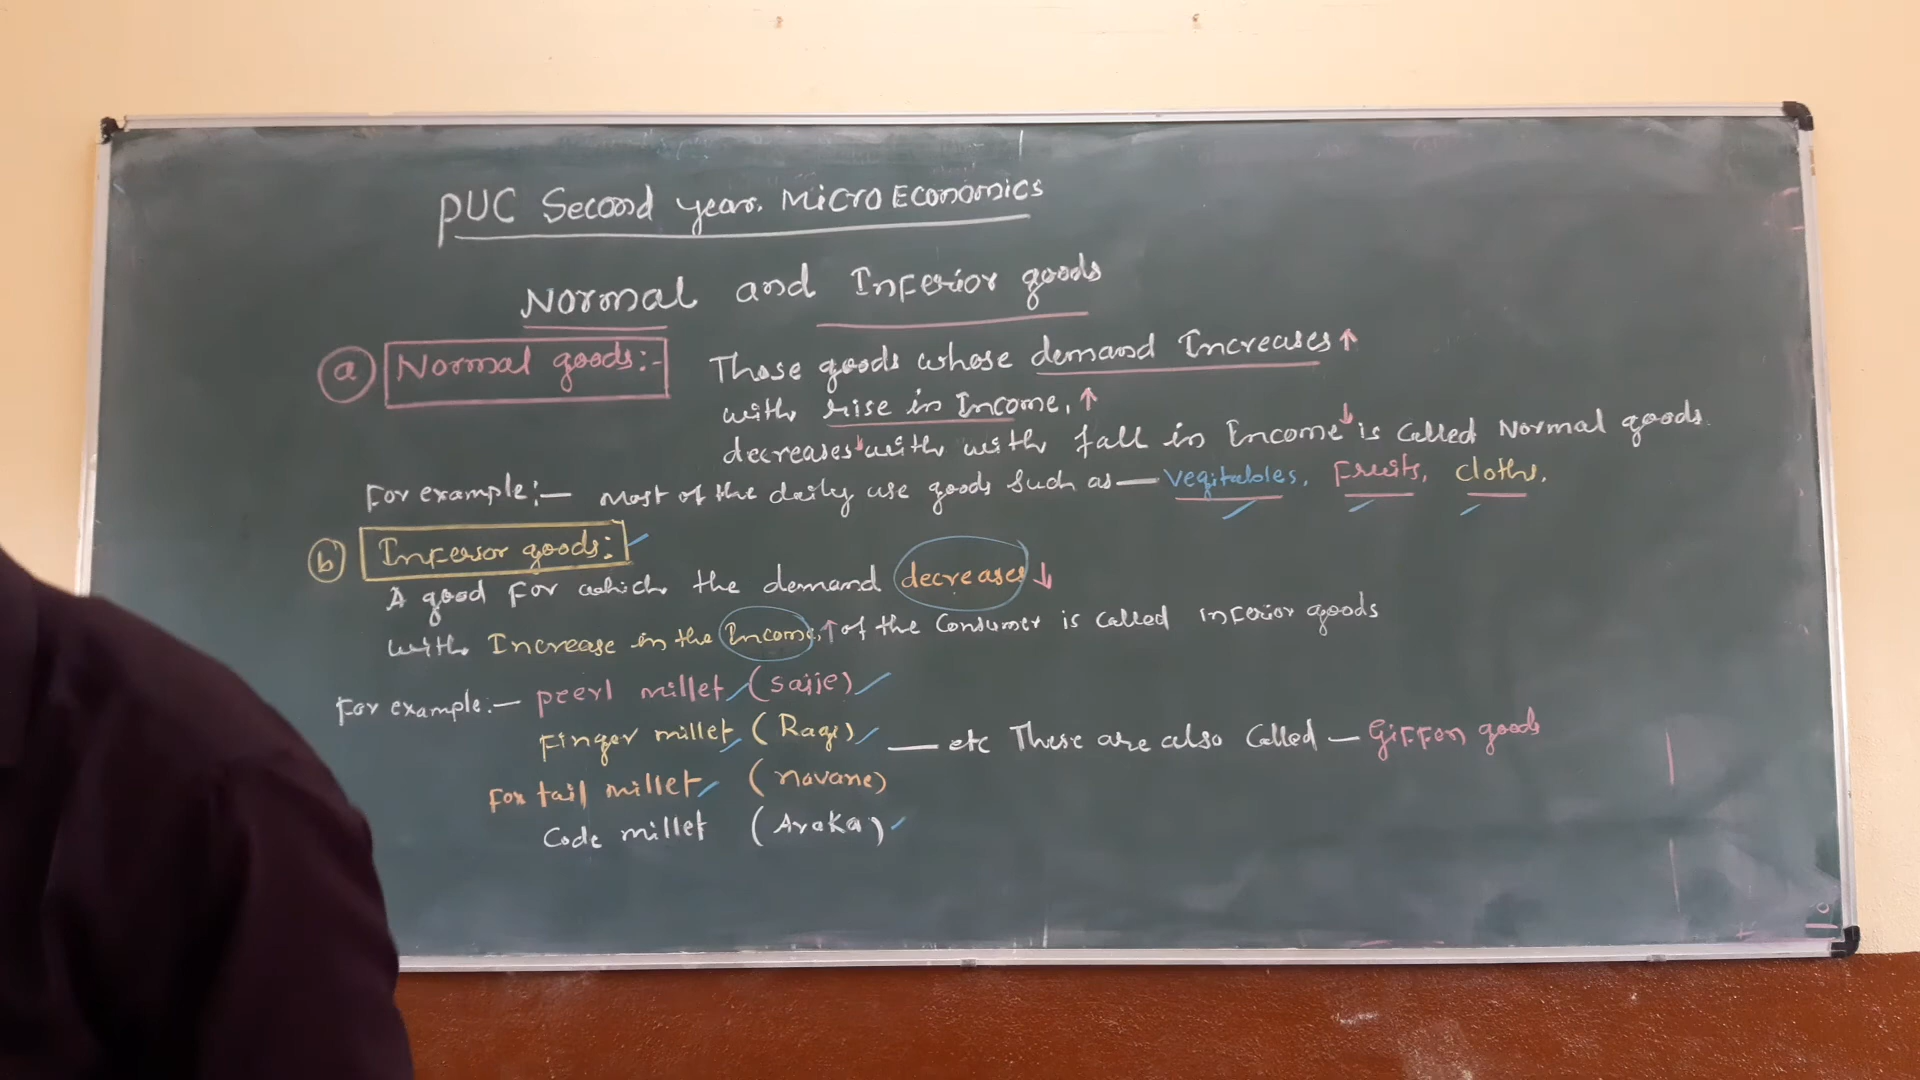 PUC Second year. Micro Economics
Normal and Inferior goods
a Normal goods:- Those goods whose demand Increases ↑
with rise in Income, ↑
decreases ↓ with with fall in Income ↓ is called Normal goods.
For example:— most of the daily use goods such as — vegitables, Fruits, cloths.
b Inferior goods:
A good for which the demand decreases ↓
with Increase in the Income, ↑ of the Consumer is called inferior goods
For example:— peerl millet (sajje)
Finger millet (Ragi) — etc These are also called — Giffen goods
Fox tail millet (navane)
Code millet (Araka)